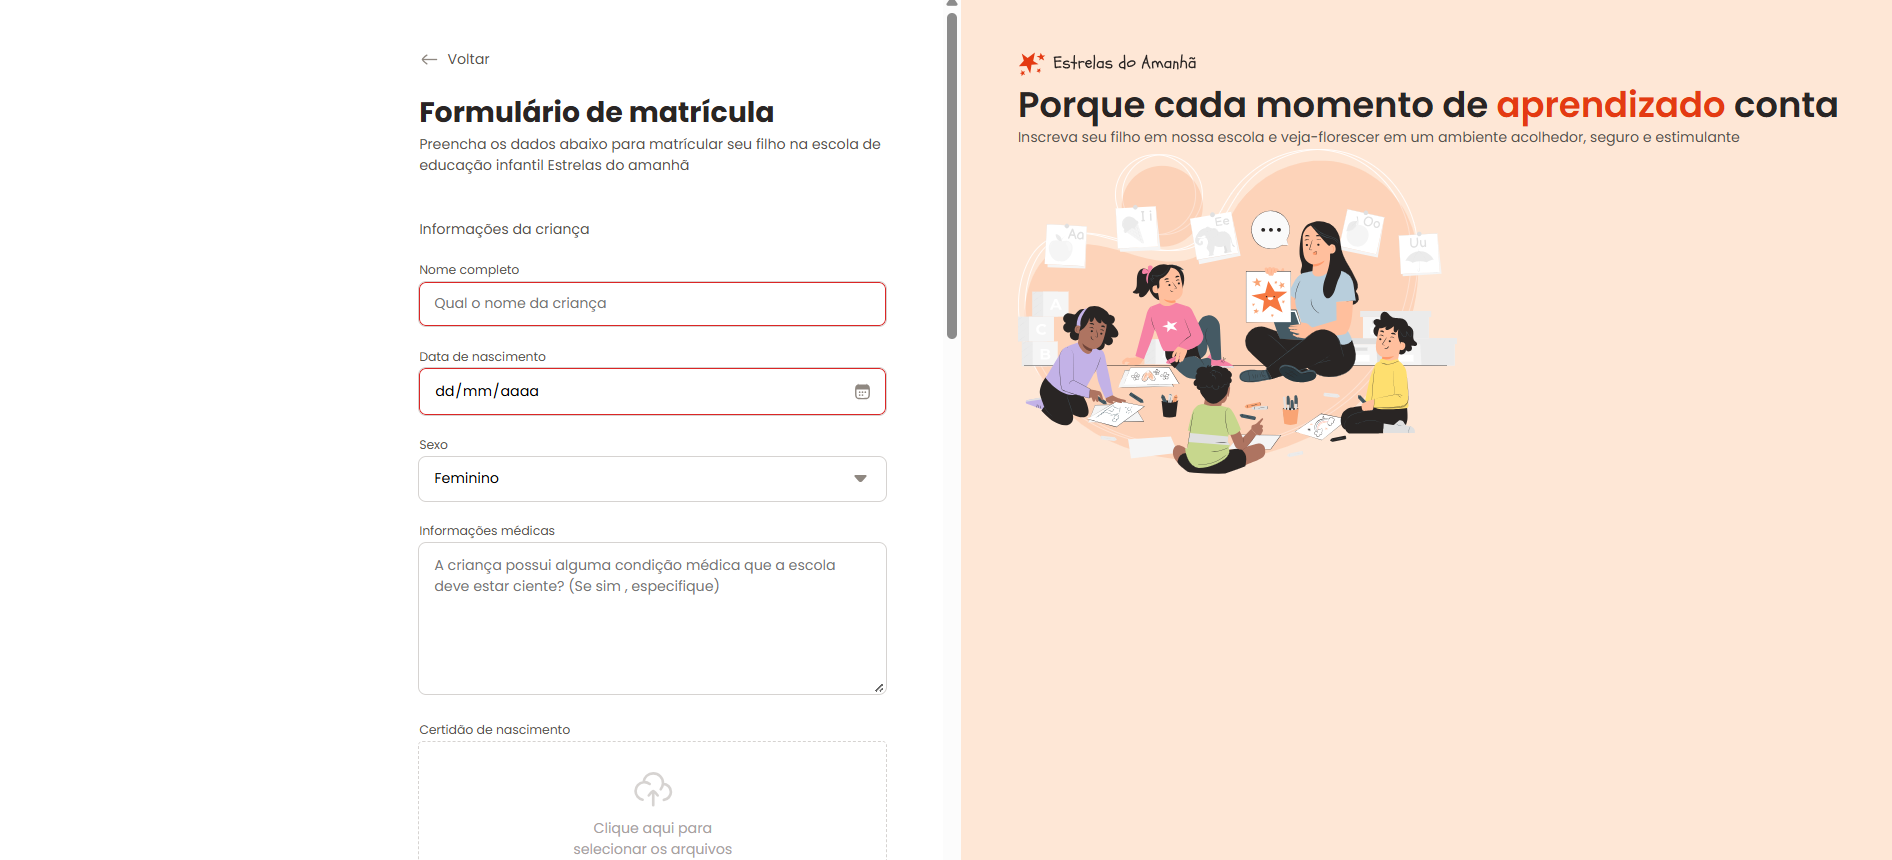 Voltar
Formulário de matrícula
Preencha os dados abaixo para matrícular seu filho na escola de
educação infantil Estrelas do amanhã
Informações da criança
Nome completo
Qual o nome da criança
Data de nascimento
dd/mm/aaaa
Sexo
Feminino
Informações médicas
A criança possui alguma condição médica que a escola
deve estar ciente? (Se sim , especifique)
Certidão de nascimento
Clique aqui para
selecionar os arquivos
Estrelas do Amanhã
Porque cada momento de aprendizado conta
Inscreva seu filho em nossa escola e veja-florescer em um ambiente acolhedor, seguro e estimulante
Aa
Ii
Ee
Oo
Uu
A
C
B